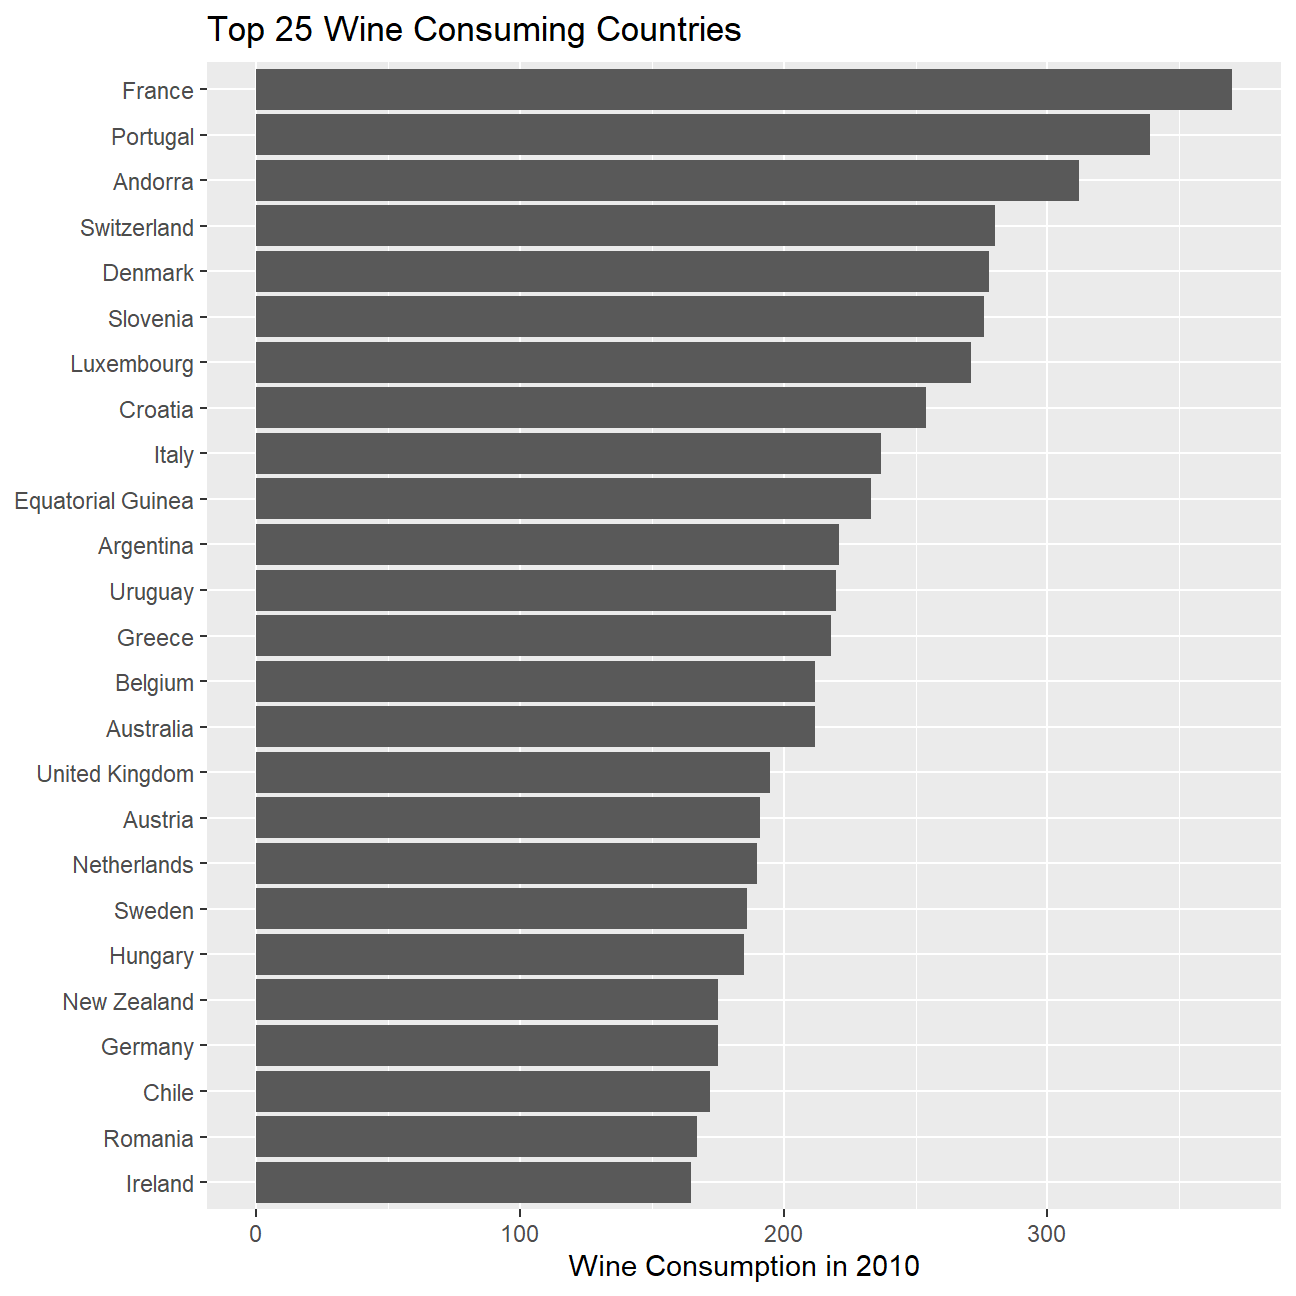 Top 25 Wine Consuming Countries
France
Portugal
Andorra
Switzerland
Denmark
Slovenia
Luxembourg
Croatia
Italy
Equatorial Guinea
Argentina
Uruguay
Greece
Belgium
Australia
United Kingdom
Austria
Netherlands
Sweden
Hungary
New Zealand
Germany
Chile
Romania
Ireland
0 100 200 300
Wine Consumption in 2010